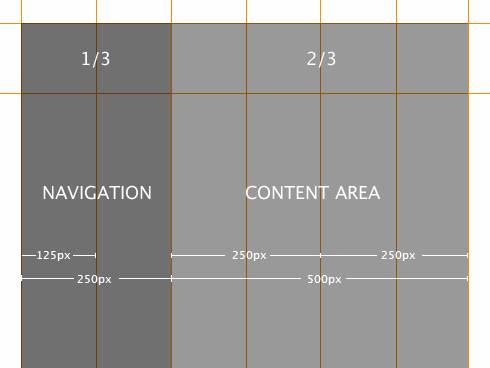 1/3
2/3
NAVIGATION
CONTENT AREA
125px
250px
250px
250px
500px